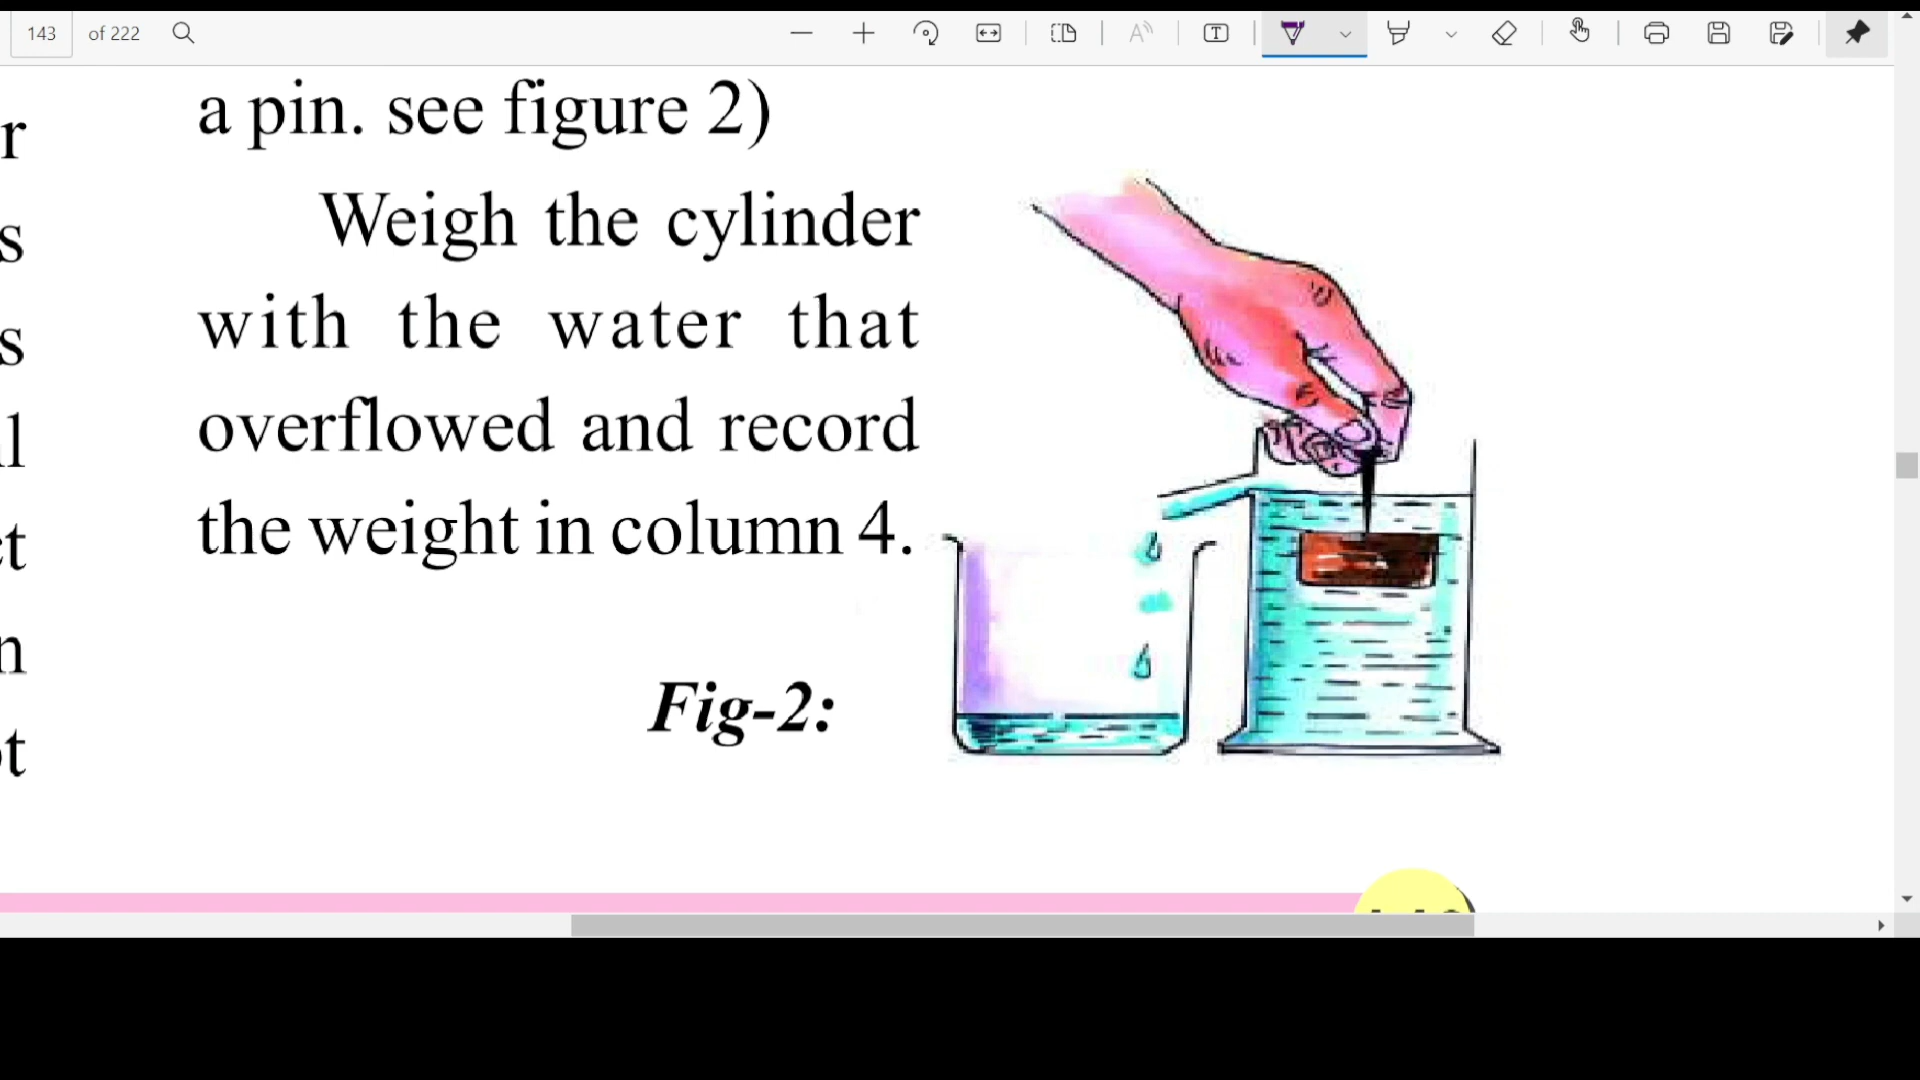 143 of 222
a pin. see figure 2)
Weigh the cylinder
with the water that
overflowed and record
the weight in column 4.
Fig-2:
r
s
s
l
t
n
t